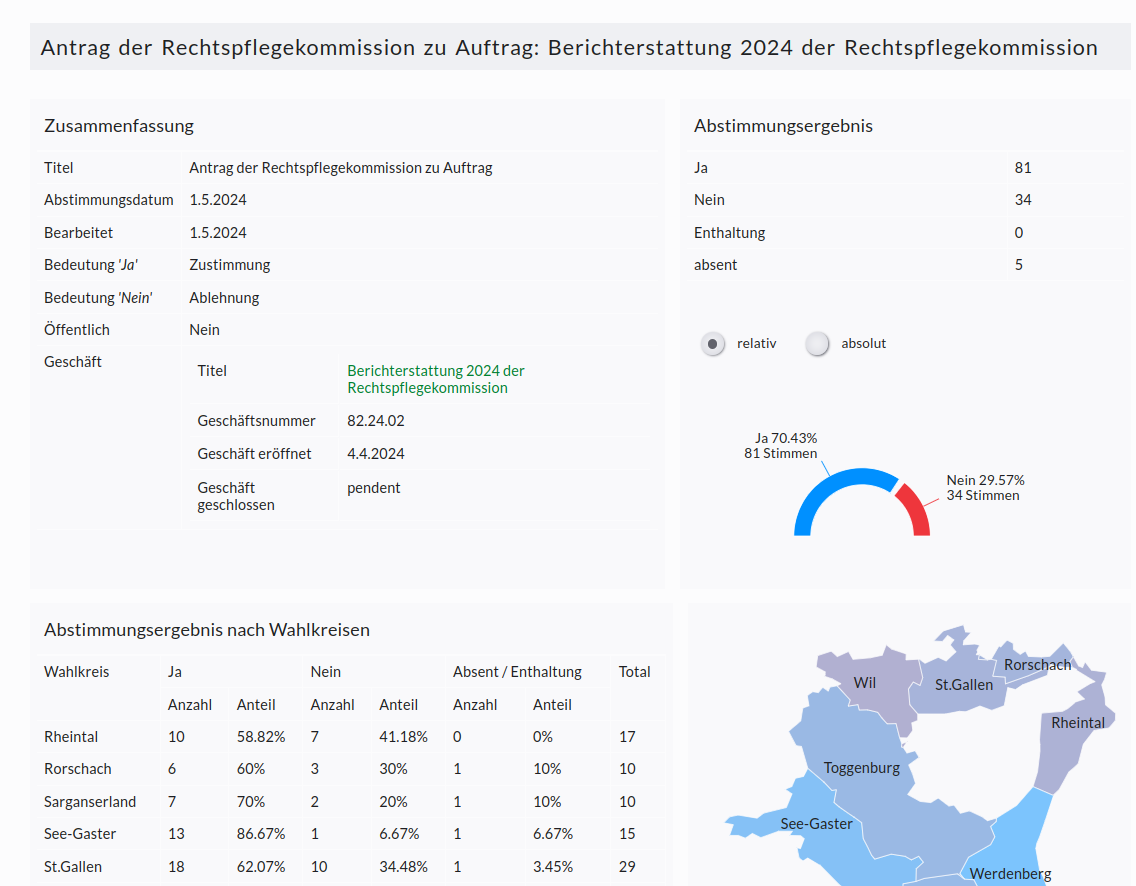 Antrag der Rechtspflegekommission zu Auftrag: Berichterstattung 2024 der Rechtspflegekommission
Zusammenfassung
Titel Antrag der Rechtspflegekommission zu Auftrag
Abstimmungsdatum 1.5.2024
Bearbeitet 1.5.2024
Bedeutung 'Ja' Zustimmung
Bedeutung 'Nein' Ablehnung
Öffentlich Nein
Geschäft
Titel Berichterstattung 2024 der
Rechtspflegekommission
Geschäftsnummer 82.24.02
Geschäft eröffnet 4.4.2024
Geschäft pendent
geschlossen
Abstimmungsergebnis
Ja 81
Nein 34
Enthaltung 0
absent 5
relativ absolut
Ja 70.43%
81 Stimmen
Nein 29.57%
34 Stimmen
Abstimmungsergebnis nach Wahlkreisen
Wahlkreis Ja Nein Absent / Enthaltung Total
Anzahl Anteil Anzahl Anteil Anzahl Anteil
Rheintal 10 58.82% 7 41.18% 0 0% 17
Rorschach 6 60% 3 30% 1 10% 10
Sarganserland 7 70% 2 20% 1 10% 10
See-Gaster 13 86.67% 1 6.67% 1 6.67% 15
St.Gallen 18 62.07% 10 34.48% 1 3.45% 29
Rorschach
Wil
St.Gallen
Rheintal
Toggenburg
See-Gaster
Werdenberg